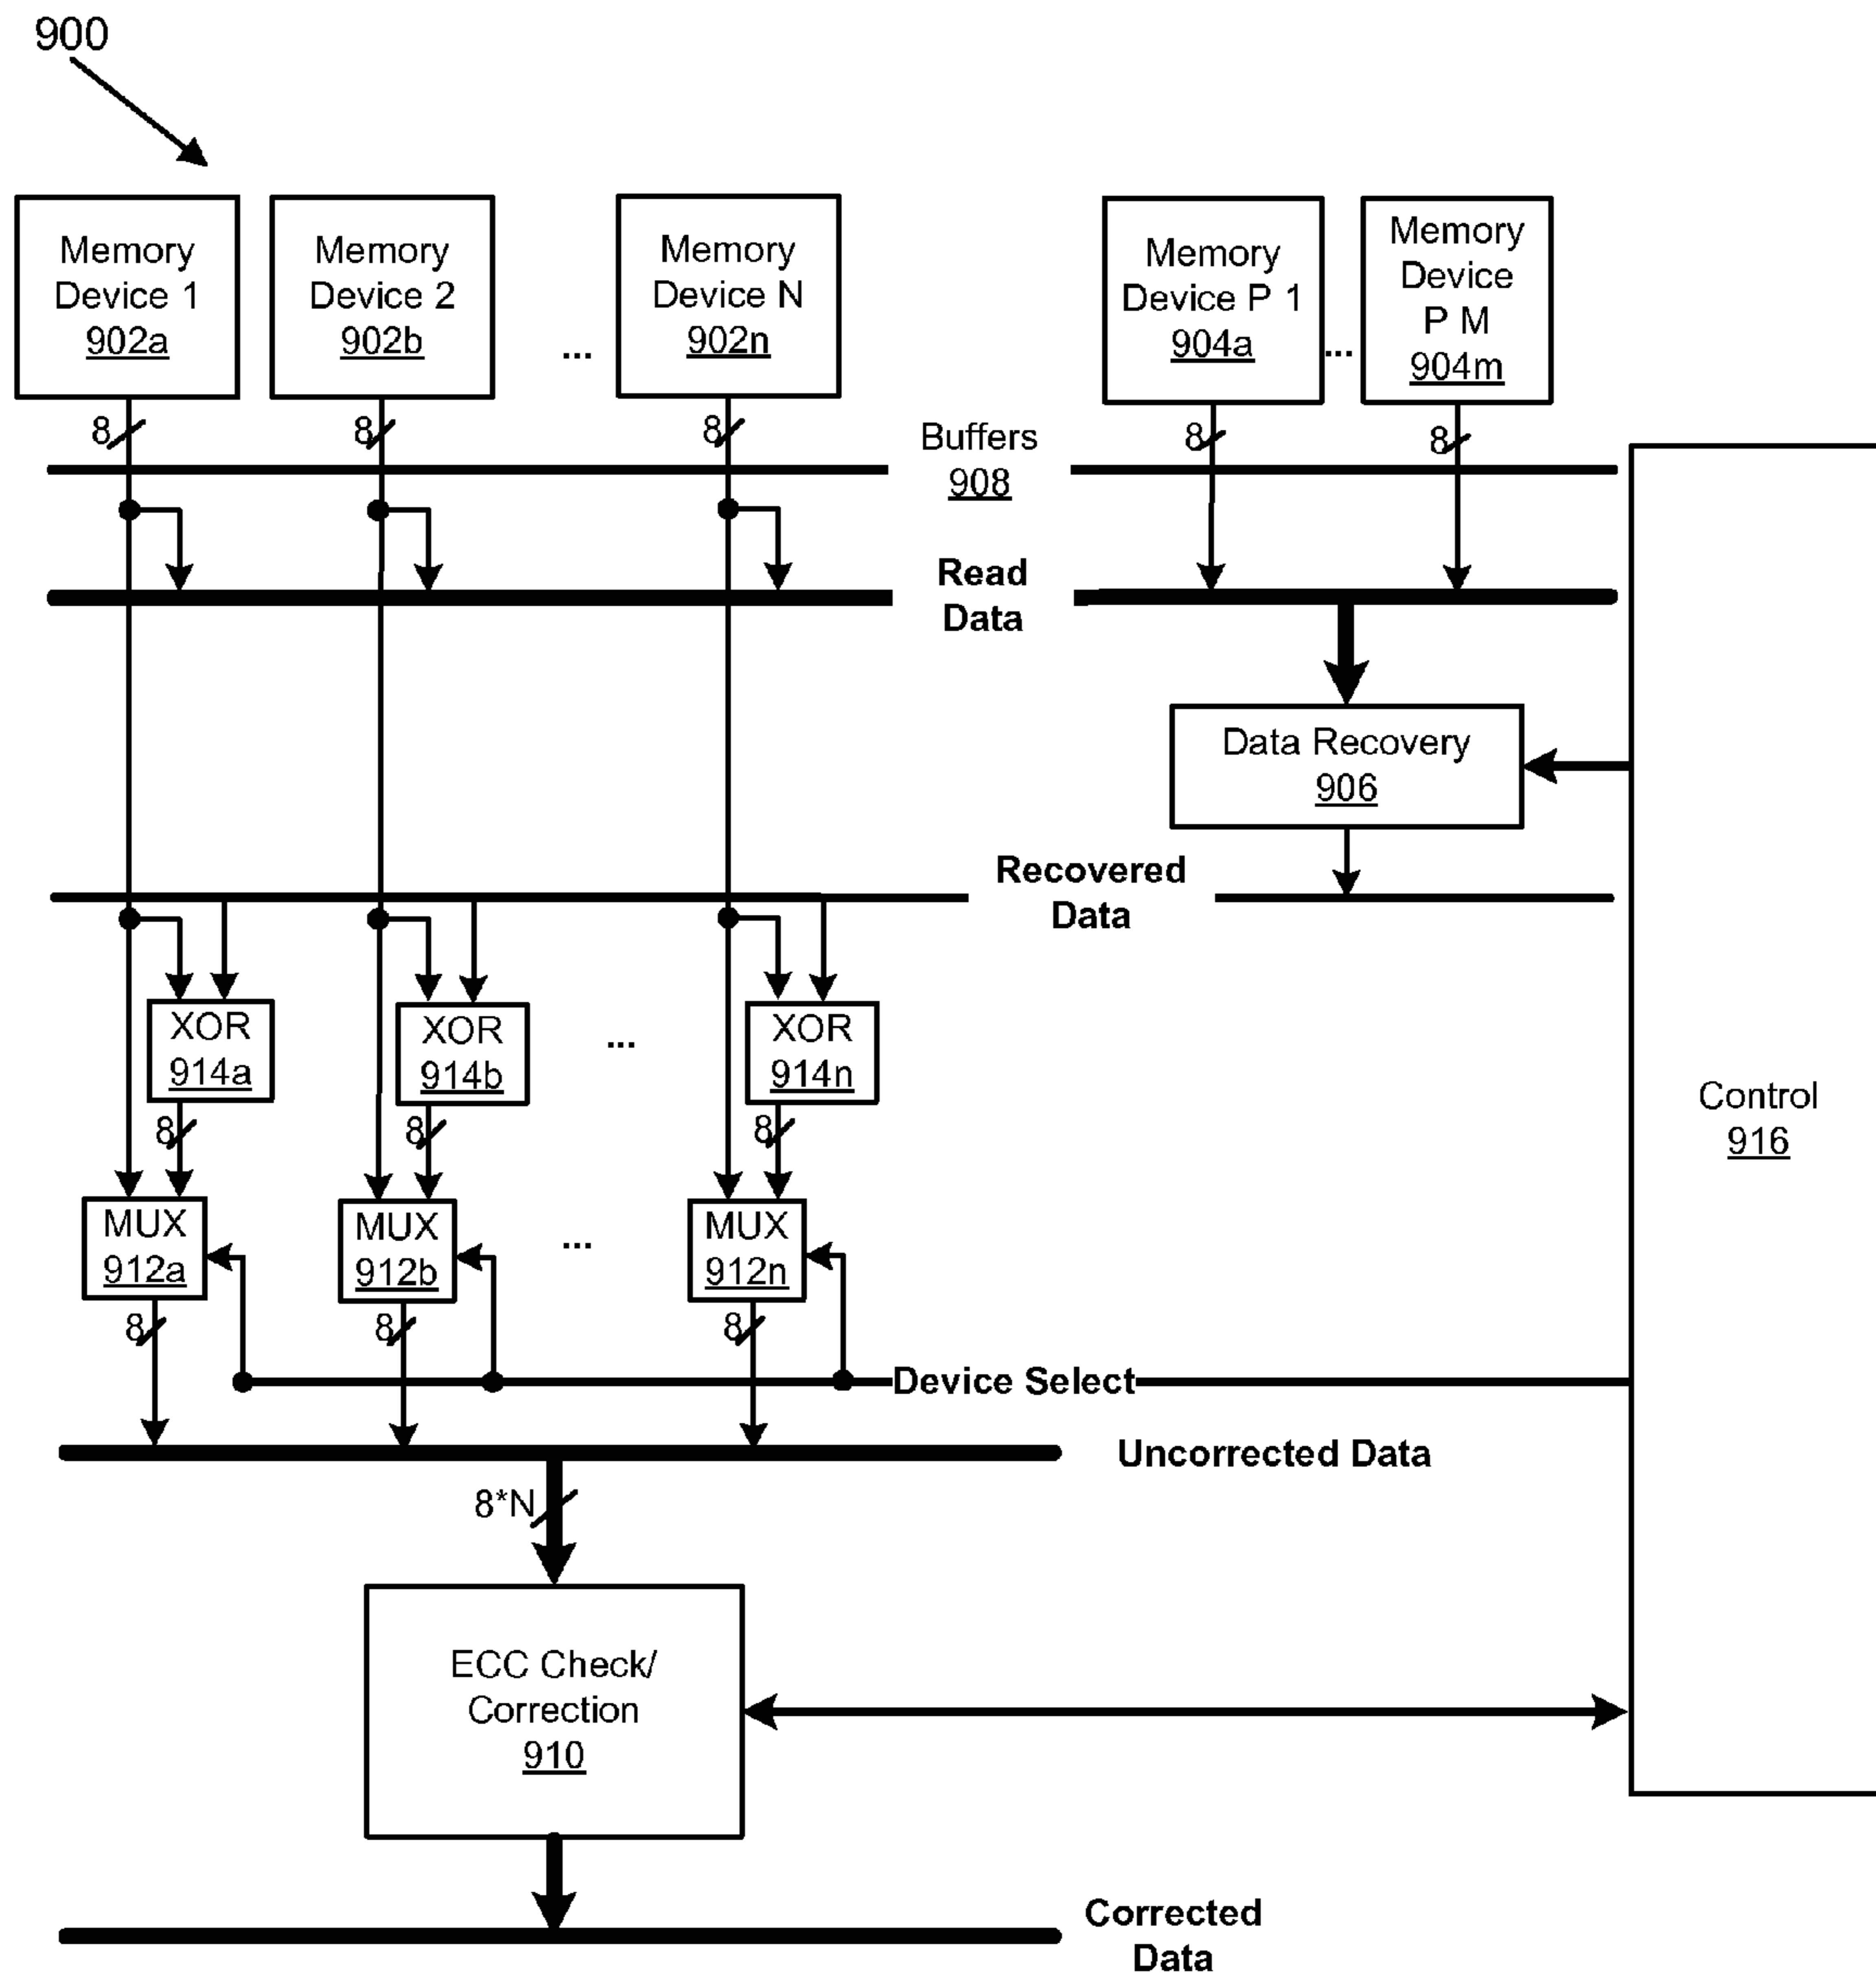 900
Memory
Device 1
902a
Memory
Device 2
902b
...
Memory
Device N
902n
Memory
Device P 1
904a
...
Memory
Device
P M
904m
8
8
8
8
8
Buffers
908
Read
Data
Data Recovery
906
Recovered
Data
XOR
914a
XOR
914b
...
XOR
914n
Control
916
8
8
8
MUX
912a
MUX
912b
...
MUX
912n
8
8
8
Device Select
Uncorrected Data
8*N
ECC Check/
Correction
910
Corrected
Data